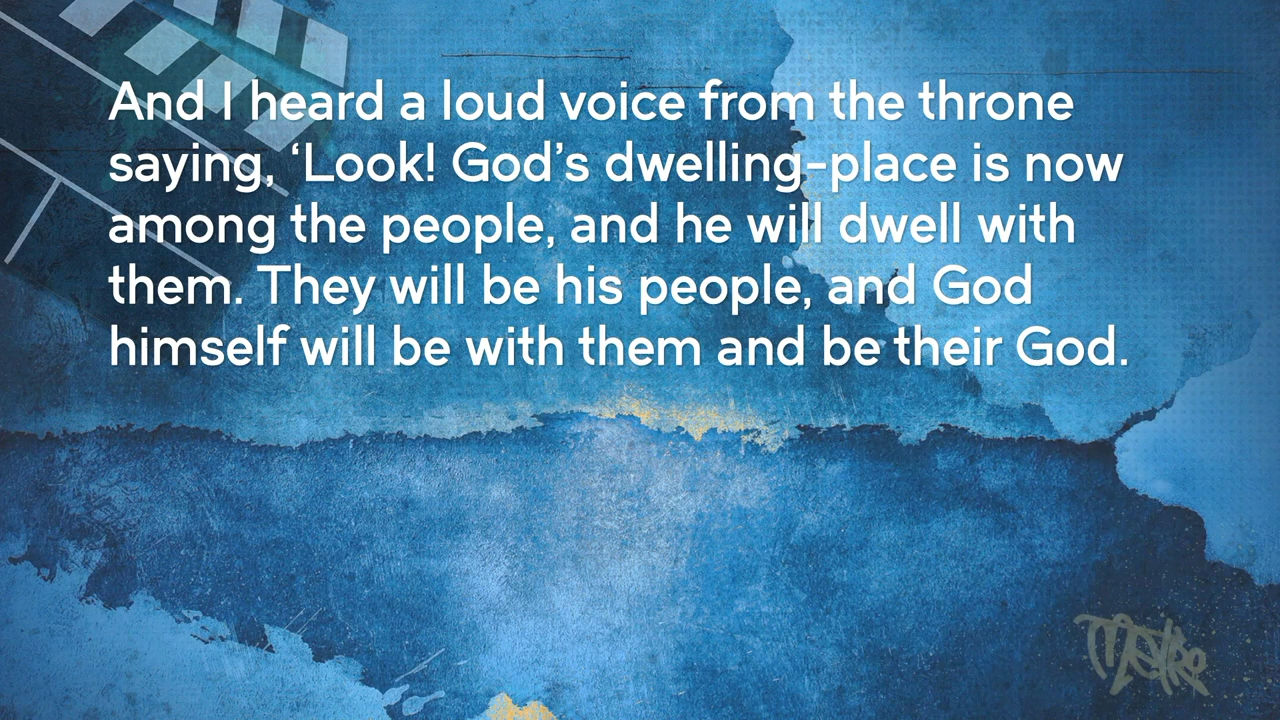 And I heard a loud voice from the throne
saying, ‘Look! God’s dwelling-place is now
among the people, and he will dwell with
them. They will be his people, and God
himself will be with them and be their God.